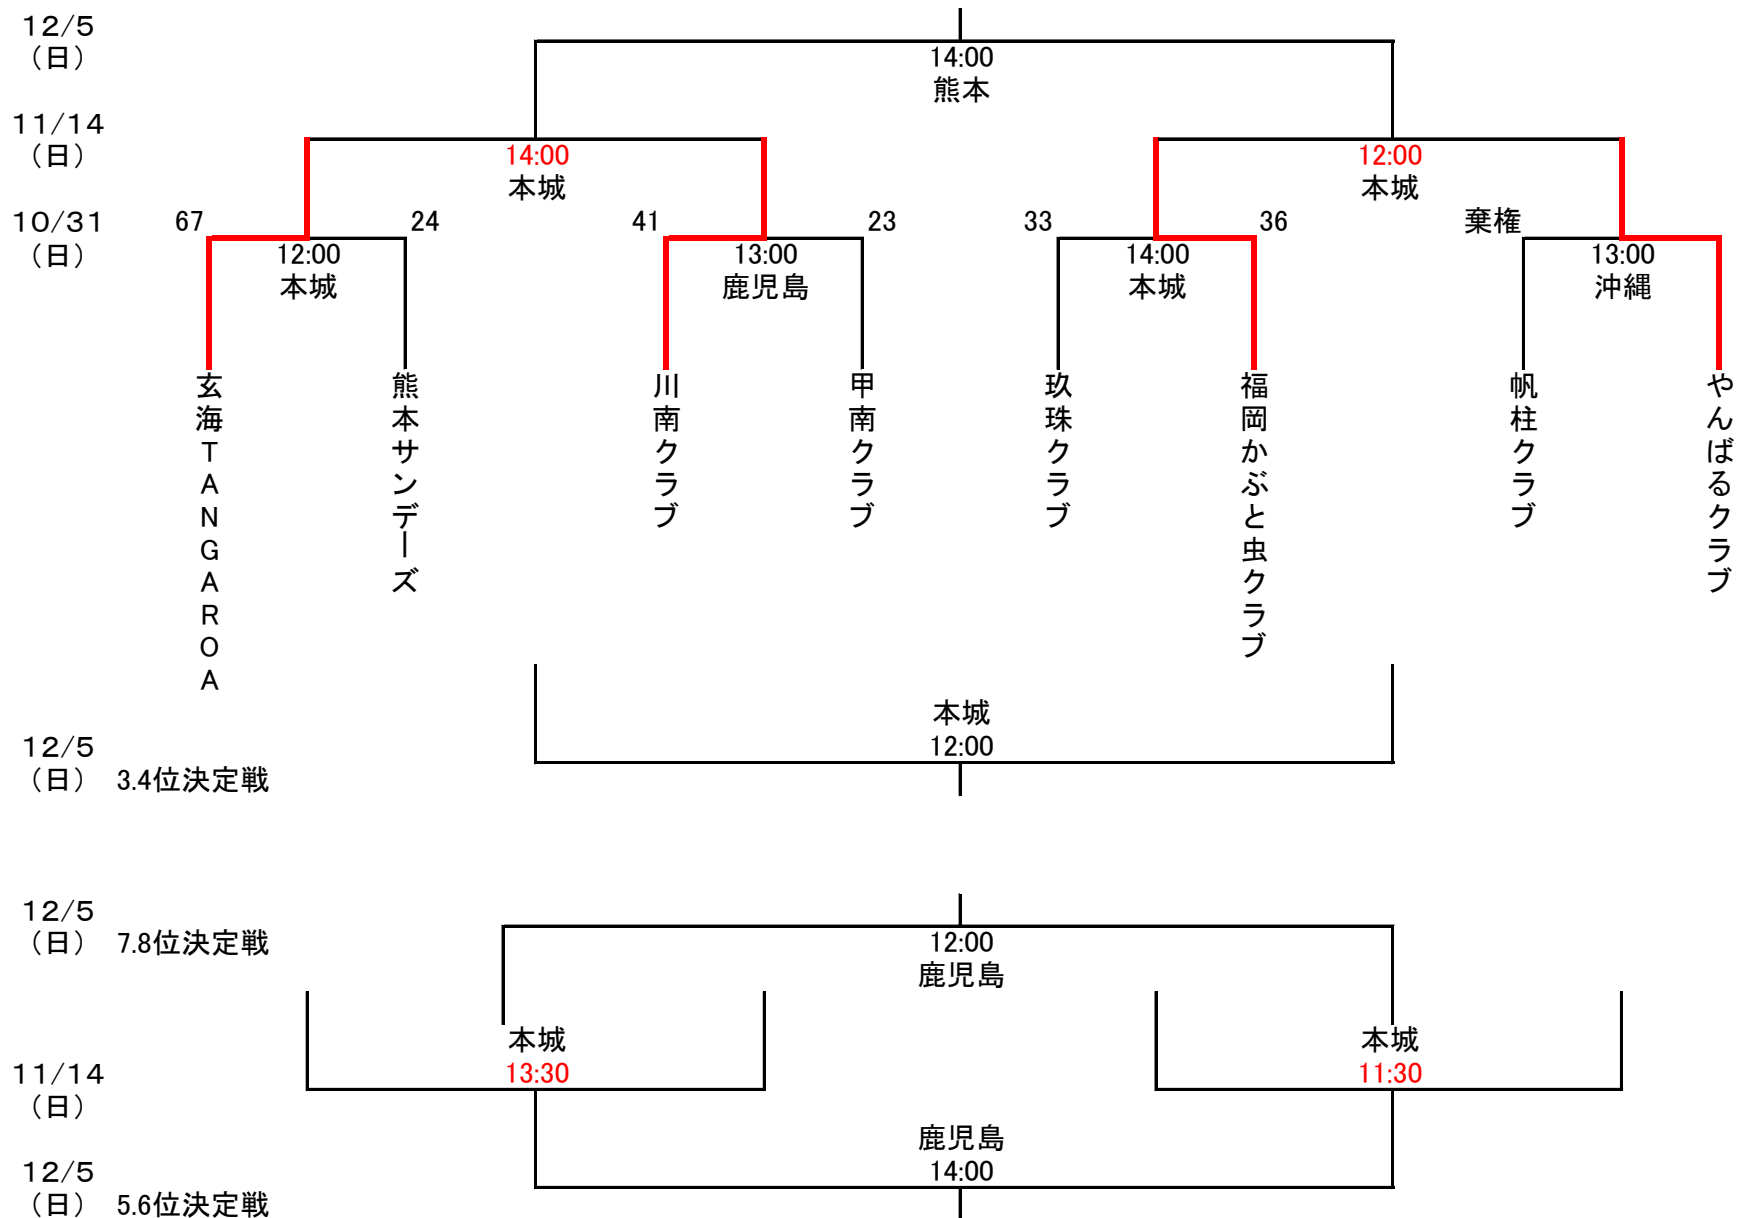 12/5
（日）
14:00
熊本
11/14
（日）
14:00
本城
12:00
本城
10/31
（日）
67
24
41
23
33
36
棄権
12:00
本城
13:00
鹿児島
14:00
本城
13:00
沖縄
玄海TANGAROA
熊本サンデーズ
川南クラブ
甲南クラブ
玖珠クラブ
福岡かぶと虫クラブ
帆柱クラブ
やんばるクラブ
本城
12:00
12/5
（日） 3.4位決定戦
12/5
（日） 7.8位決定戦
12:00
鹿児島
本城
13:30
本城
11:30
11/14
（日）
鹿児島
14:00
12/5
（日） 5.6位決定戦